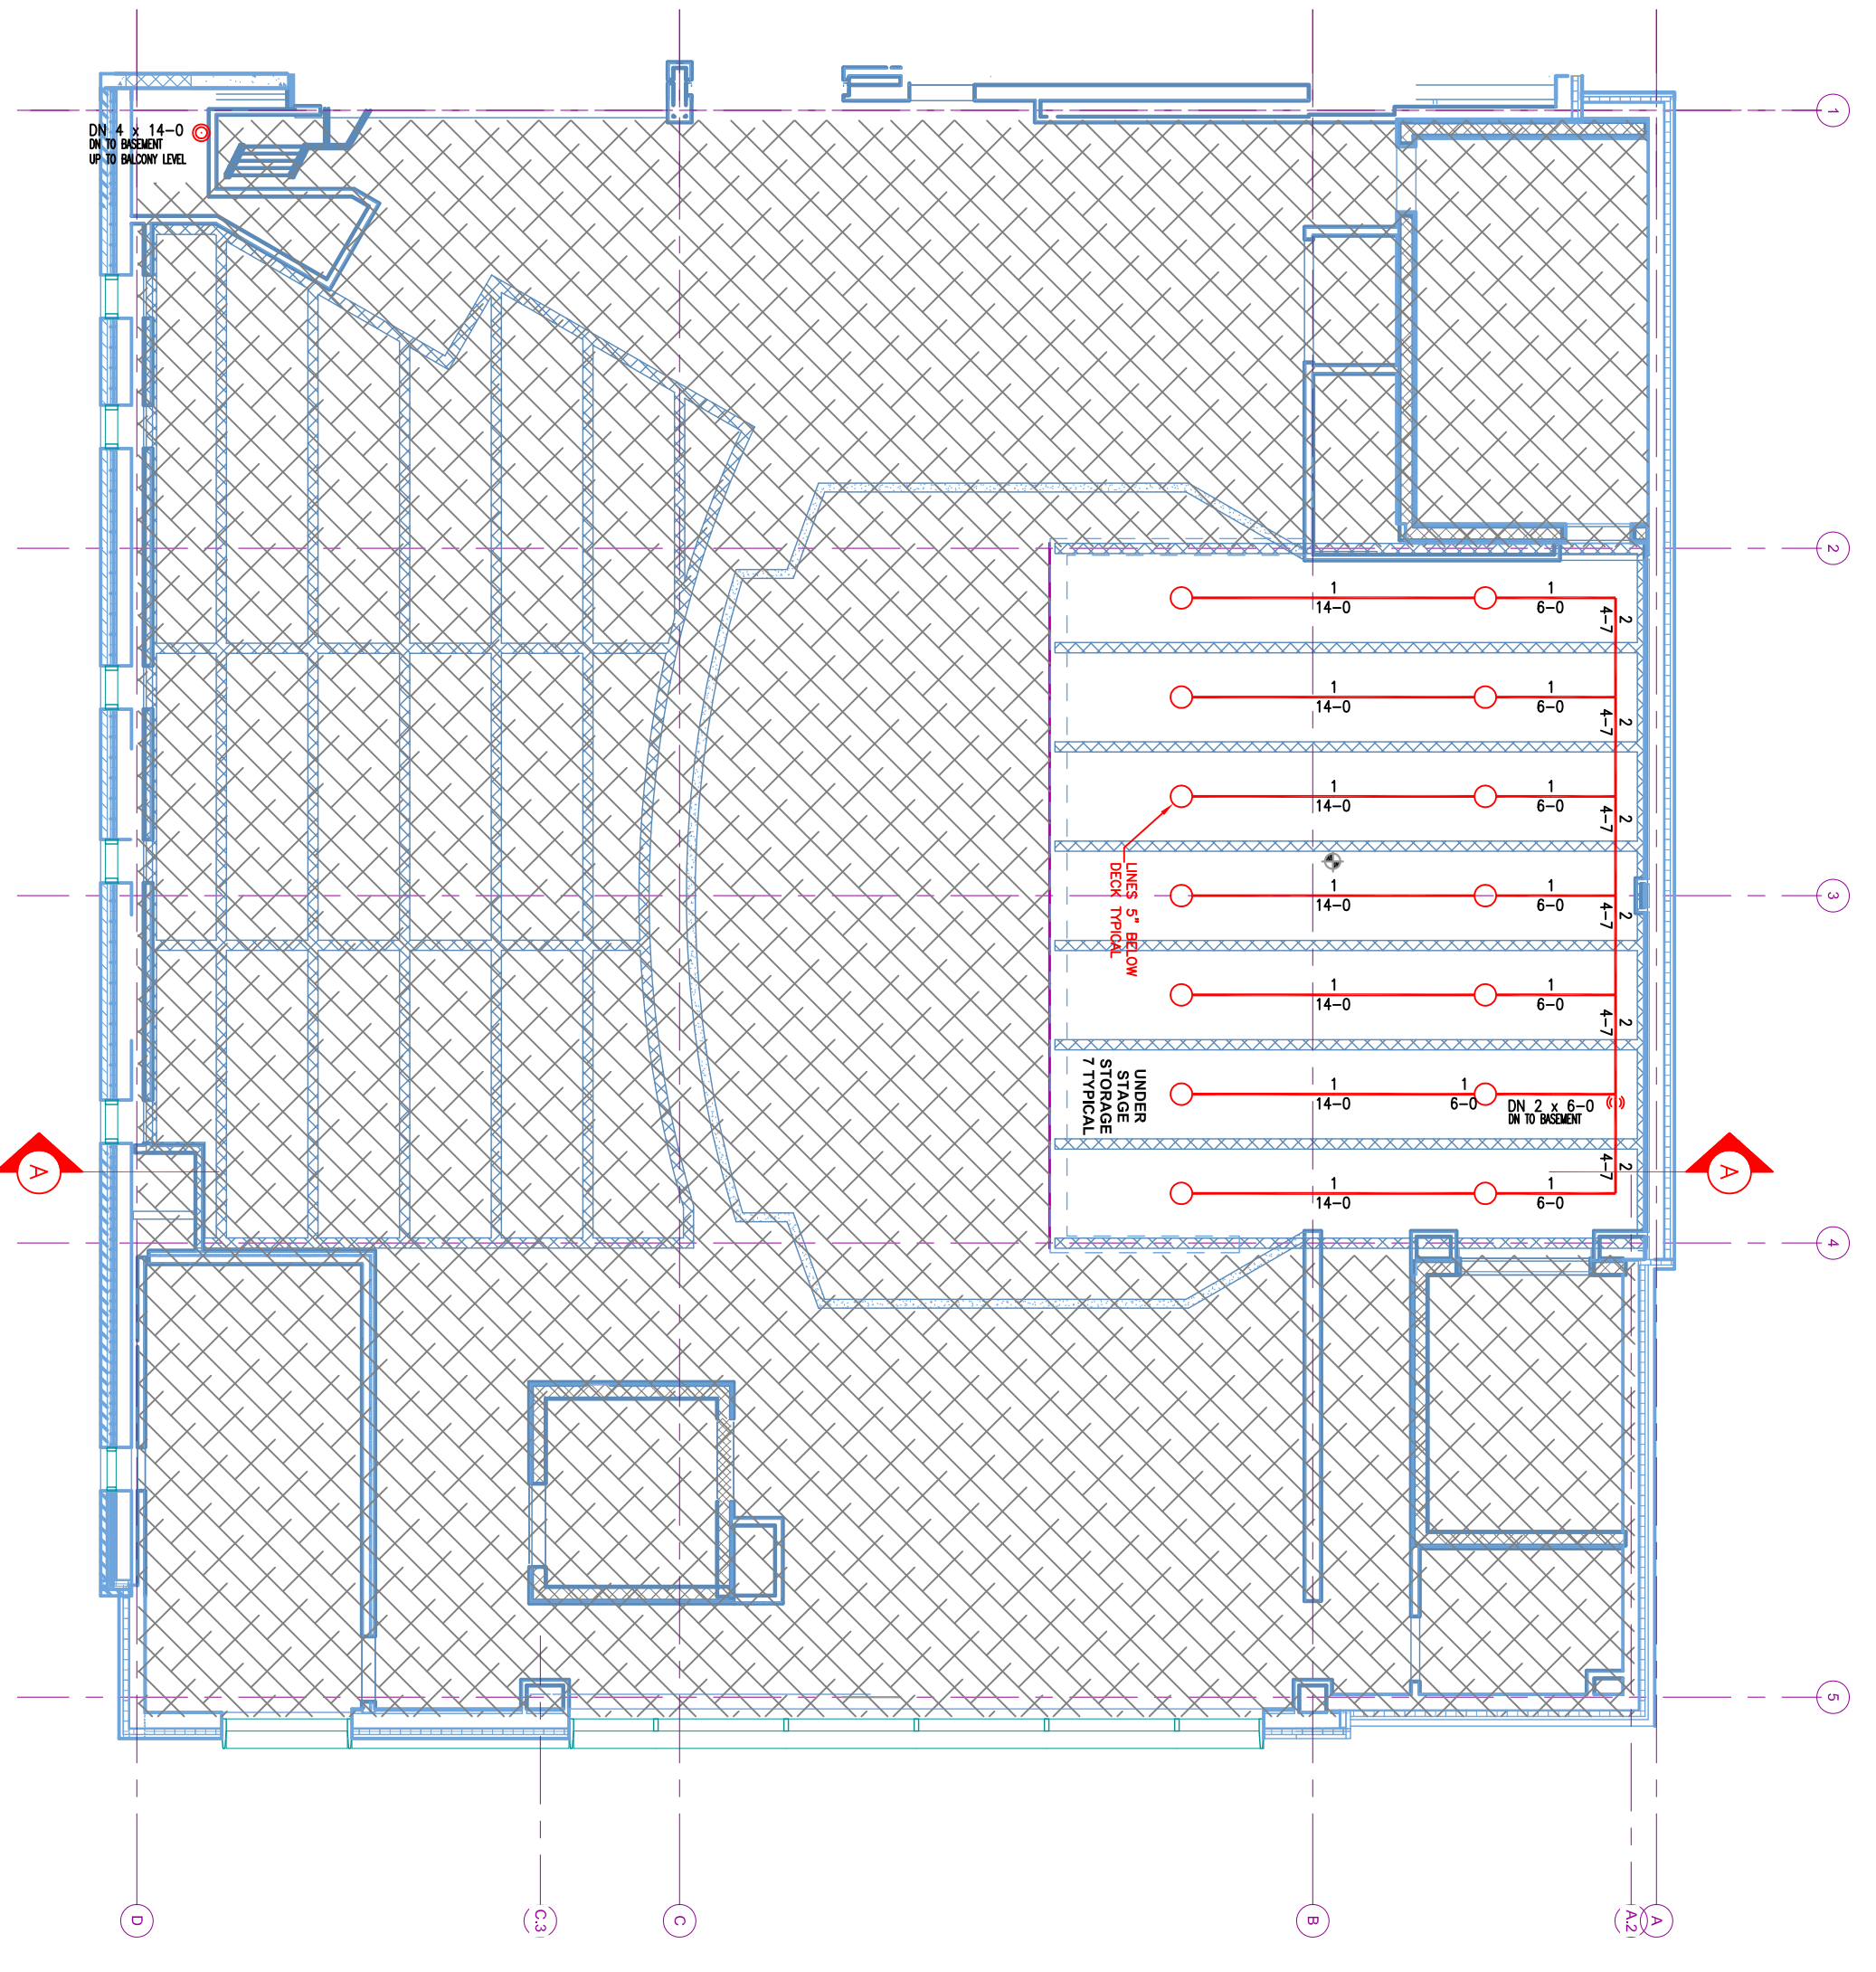 1
DN 4 x 14-0
DN TO BASEMENT
UP TO BALCONY LEVEL
2
1
14-0
1
6-0
2
4-7
1
14-0
1
6-0
2
4-7
1
14-0
1
6-0
2
4-7
LINES 5" BELOW
DECK TYPICAL
1
14-0
1
6-0
2
4-7
3
1
14-0
1
6-0
2
4-7
UNDER
STAGE
STORAGE
7 TYPICAL
1
14-0
1
6-0
DN 2 x 6-0
DN TO BASEMENT
2
4-7
A
A
1
14-0
1
6-0
4
5
D
C.3
C
B
A.2
A